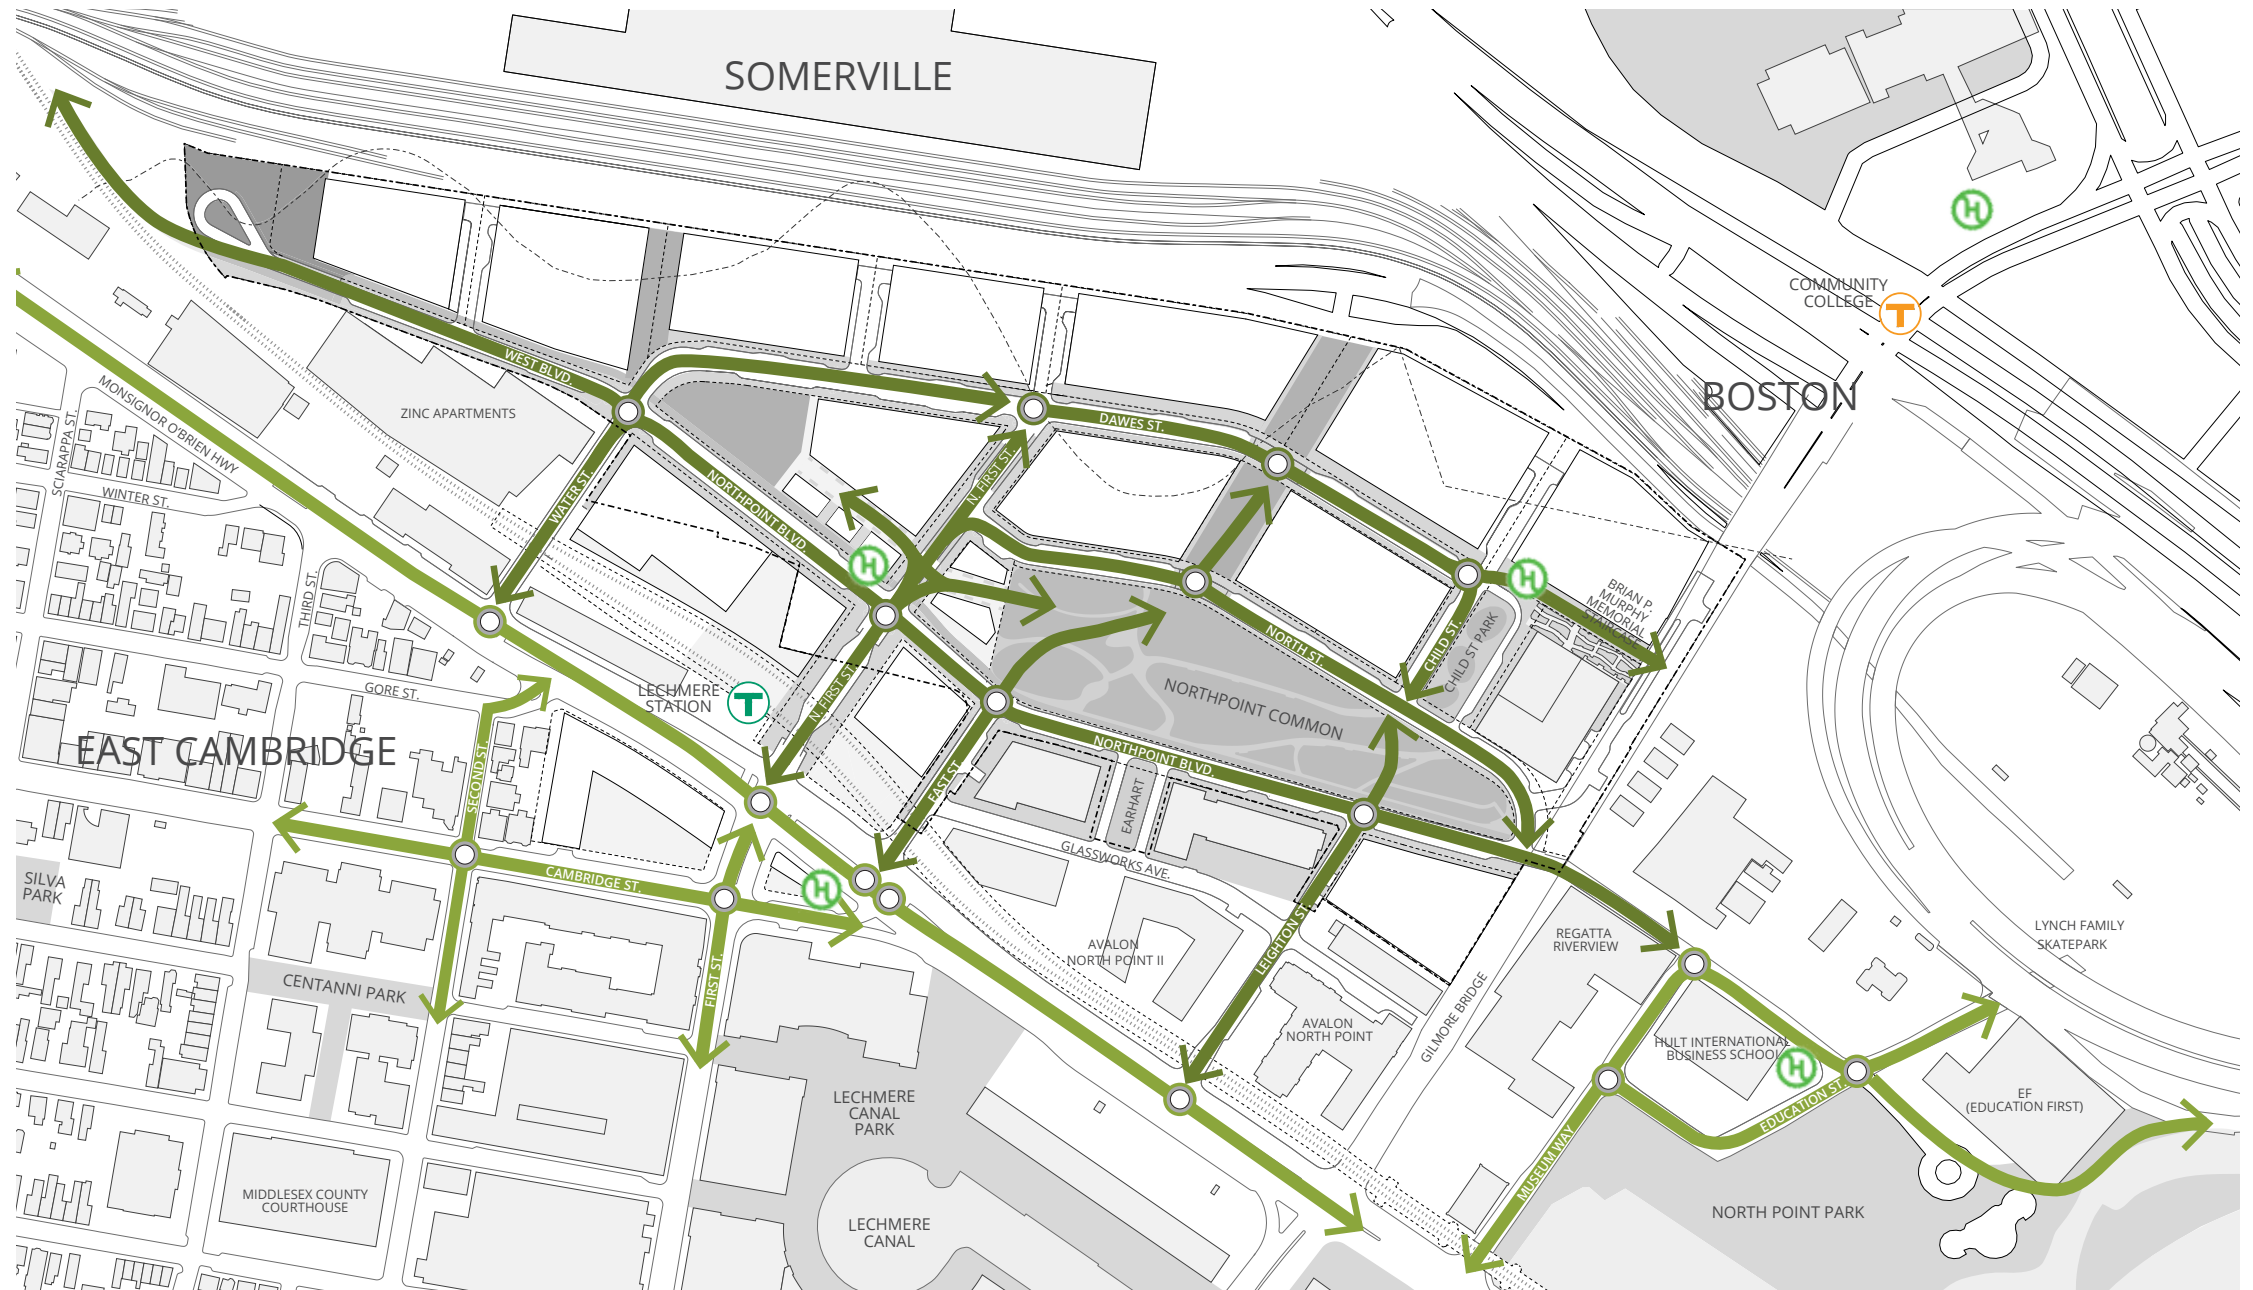 SOMERVILLE
COMMUNITY
COLLEGE
T
BOSTON
WEST BLVD.
ZINC APARTMENTS
MONSIGNOR O'BRIEN HWY
SCIARAPPA ST.
WINTER ST.
THIRD ST.
WATER ST.
NORTHPOINT BLVD.
N. FIRST ST.
DAWES ST.
H
H
H
BRIAN P.
MURPHY
MEMORIAL
STAIRCASE
CHILD ST.
CHILD ST PARK
NORTH ST.
NORTHPOINT COMMON
GORE ST.
LECHMERE
STATION
T
N. FIRST ST.
EAST CAMBRIDGE
SECOND ST.
EAST ST.
NORTHPOINT BLVD.
EARHART
GLASSWORKS AVE.
CAMBRIDGE ST.
H
SILVA
PARK
CENTANNI PARK
FIRST ST.
AVALON
NORTH POINT II
LEIGHTON ST.
REGATTA
RIVERVIEW
LYNCH FAMILY
SKATEPARK
AVALON
NORTH POINT
GILMORE BRIDGE
HULT INTERNATIONAL
BUSINESS SCHOOL
H
EDUCATION ST.
EF
(EDUCATION FIRST)
LECHMERE
CANAL
PARK
MUSEUM WAY
MIDDLESEX COUNTY
COURTHOUSE
LECHMERE
CANAL
NORTH POINT PARK